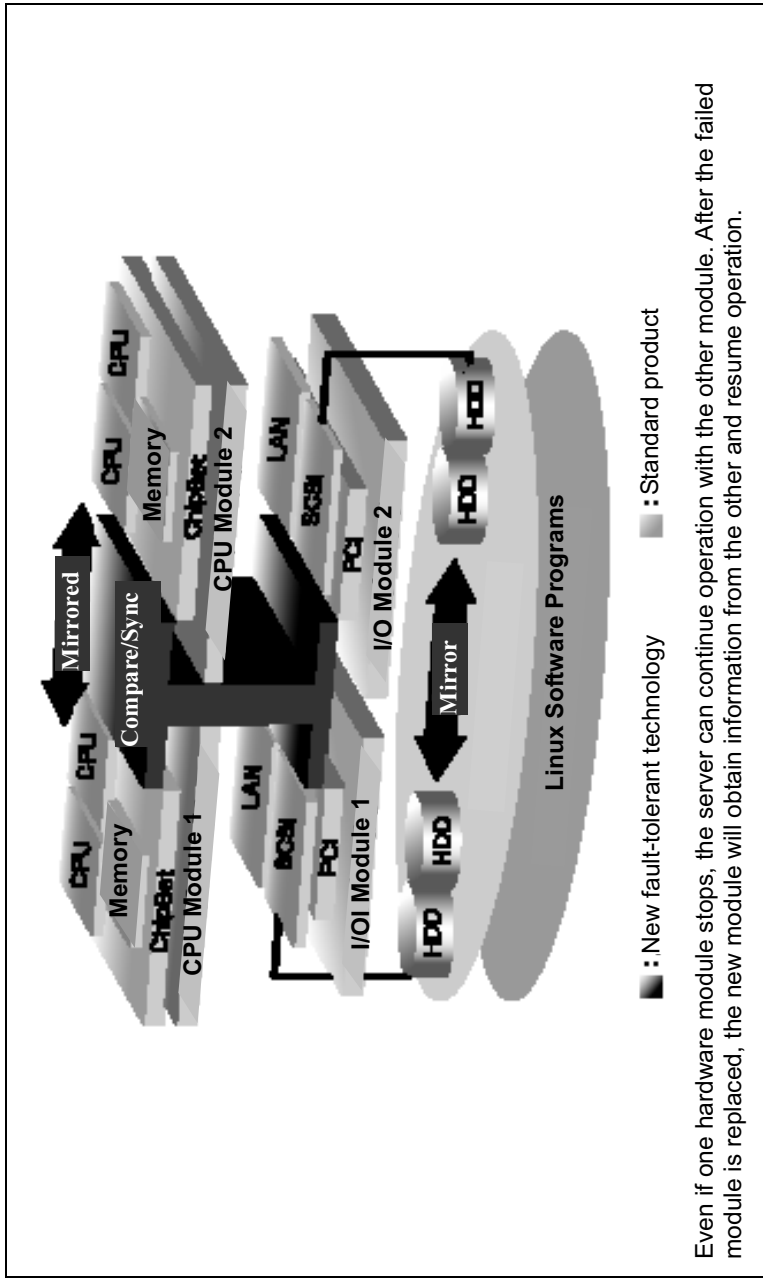 Mirrored
CPU
CPU
CPU
CPU
Memory
Compare/Sync
Memory
ChipSet
ChipSet
CPU Module 1
CPU Module 2
LAN
LAN
SCSI
SCSI
PCI
PCI
I/OI Module 1
I/O Module 2
HDD
HDD
Mirror
HDD
HDD
Linux Software Programs
: New fault-tolerant technology
: Standard product
Even if one hardware module stops, the server can continue operation with the other module. After the failed
module is replaced, the new module will obtain information from the other and resume operation.